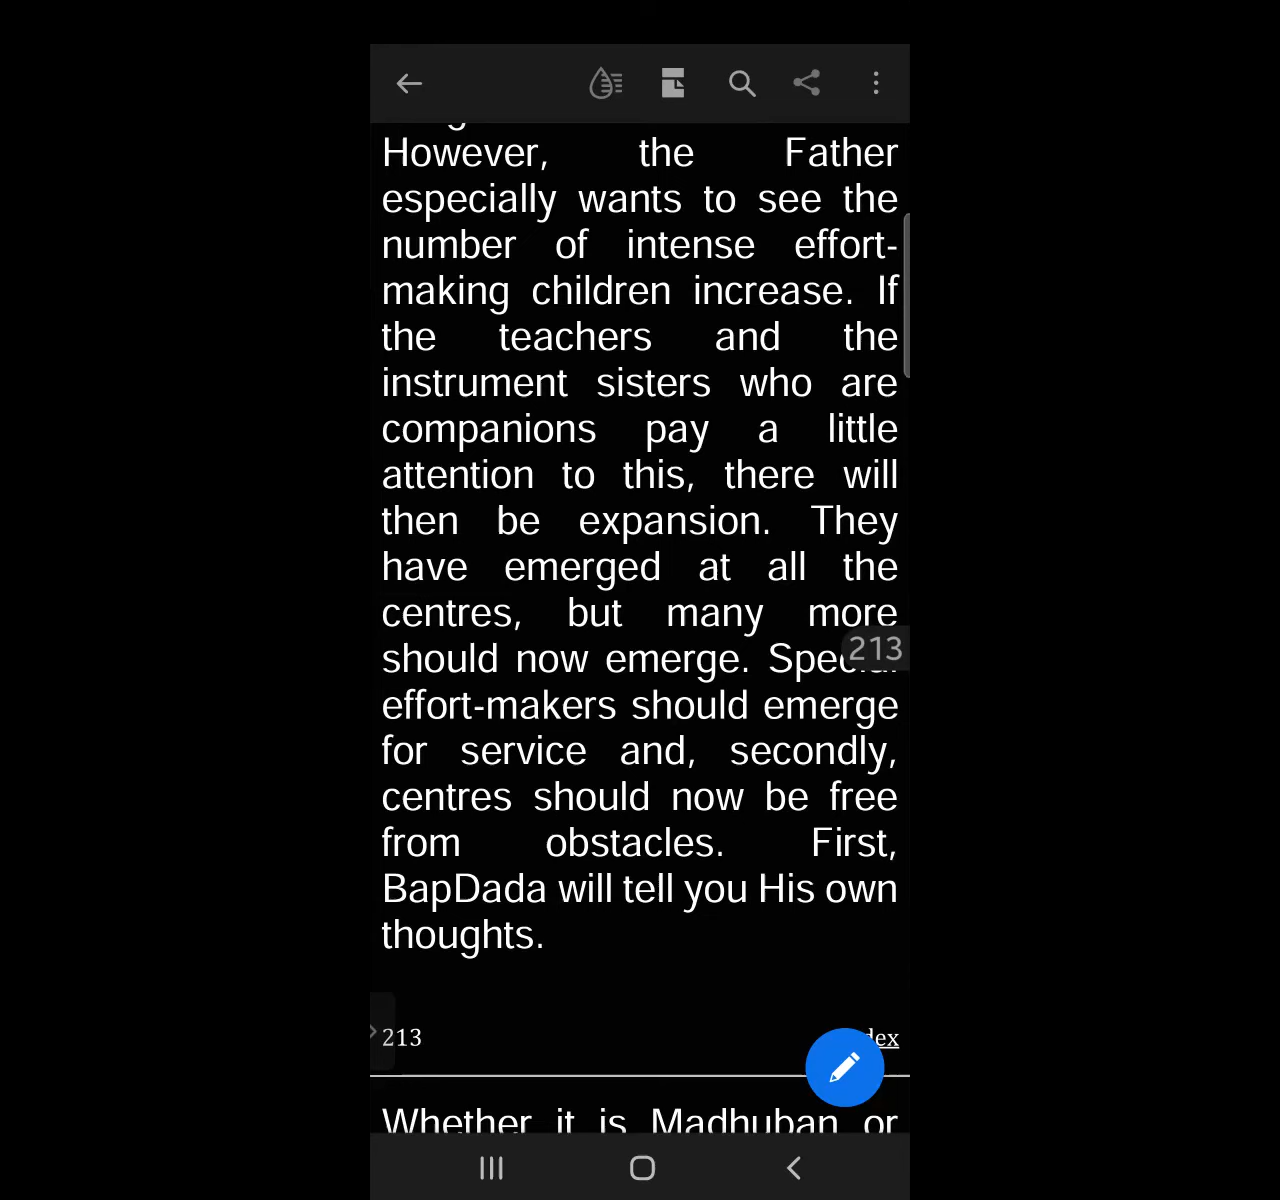 However, the Father
especially wants to see the
number of intense effort-
making children increase. If
the teachers and the
instrument sisters who are
companions pay a little
attention to this, there will
then be expansion. They
have emerged at all the
centres, but many more
should now emerge. Special
213
effort-makers should emerge
for service and, secondly,
centres should now be free
from obstacles. First,
BapDada will tell you His own
thoughts.
213
Whether it is Madhuban or